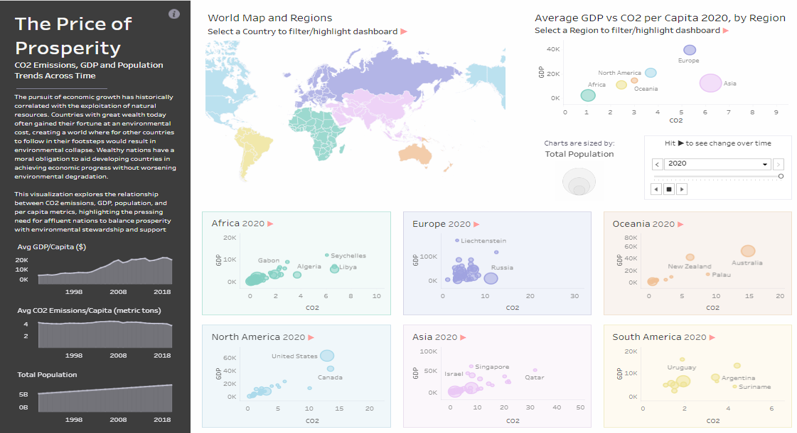 The Price of
Prosperity
CO2 Emissions, GDP and Population
Trends Across Time
The pursuit of economic growth has historically
correlated with the exploitation of natural
resources. Countries with great wealth today
often gained their fortune at an environmental
cost, creating a world where for other countries
to follow in their footsteps would result in
environmental collapse. Wealthy nations have a
moral obligation to aid developing countries in
achieving economic progress without worsening
environmental degradation.
This visualization explores the relationship
between CO2 emissions, GDP, population, and
per capita metrics, highlighting the pressing
need for affluent nations to balance prosperity
with environmental stewardship and support
Avg GDP/Capita ($)
20K
10K
0K
1998 2008 2018
Avg CO2 Emissions/Capita (metric tons)
4
2
1998 2008 2018
Total Population
5B
0B
1998 2008 2018
World Map and Regions
Select a Country to filter/highlight dashboard ▶
Average GDP vs CO2 per Capita 2020, by Region
Select a Region to filter/highlight dashboard ▶
GDP
40K
20K
0K
Europe
North America
Asia
Africa
Oceania
0 1 2 3 4 5 6 7 8 9
CO2
Charts are sized by:
Total Population
Hit ▶ to see change over time
2020
Africa 2020 ▶
GDP
20K
10K
0K
Gabon
Seychelles
Algeria
Libya
0 2 4 6 8 10
CO2
Europe 2020 ▶
GDP
100K
0K
Liechtenstein
Russia
0 10 20 30
CO2
Oceania 2020 ▶
GDP
80K
60K
40K
20K
0K
New Zealand
Australia
Palau
0 5 10 15 20
CO2
North America 2020 ▶
GDP
60K
40K
20K
0K
United States
Canada
0 5 10 15 20
CO2
Asia 2020 ▶
GDP
100K
50K
0K
Israel
Singapore
Qatar
0 10 20 30 40 50
CO2
South America 2020 ▶
GDP
20K
10K
0K
Uruguay
Argentina
Suriname
0 2 4 6
CO2